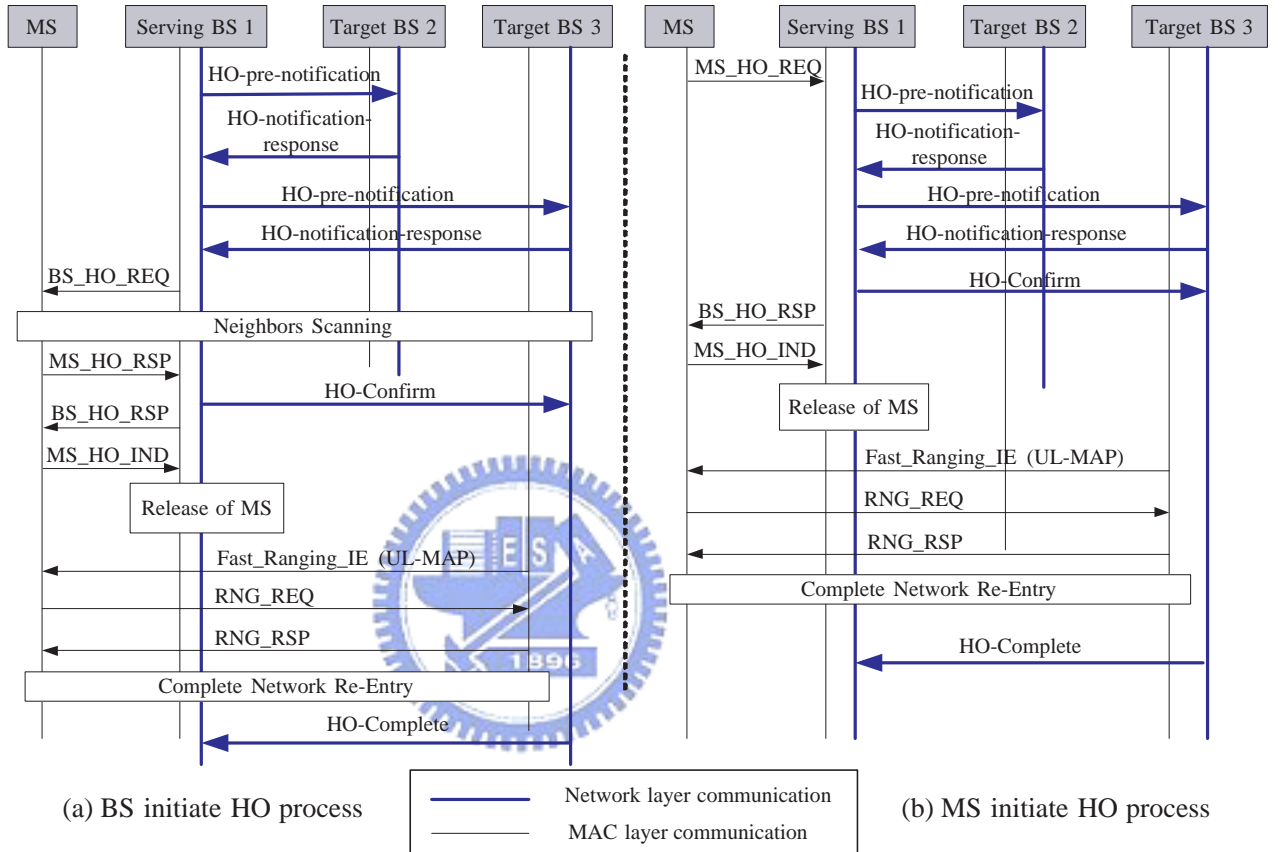 MS
Serving BS 1
Target BS 2
Target BS 3
HO-pre-notification
HO-notification-
response
HO-pre-notification
HO-notification-response
BS_HO_REQ
Neighbors Scanning
MS_HO_RSP
HO-Confirm
BS_HO_RSP
MS_HO_IND
Release of MS
Fast_Ranging_IE (UL-MAP)
RNG_REQ
RNG_RSP
Complete Network Re-Entry
HO-Complete
(a) BS initiate HO process
MS
Serving BS 1
Target BS 2
Target BS 3
MS_HO_REQ
HO-pre-notification
HO-notification-
response
HO-pre-notification
HO-notification-response
HO-Confirm
BS_HO_RSP
MS_HO_IND
Release of MS
Fast_Ranging_IE (UL-MAP)
RNG_REQ
RNG_RSP
Complete Network Re-Entry
HO-Complete
(b) MS initiate HO process
Network layer communication
MAC layer communication
E S A
1896